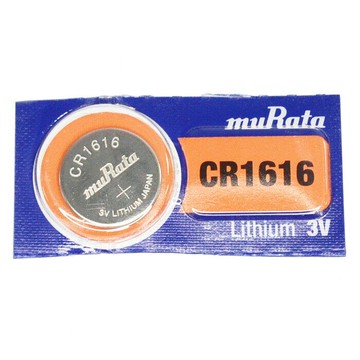 CR1616
muRata
+
3V LITHIUM JAPAN
muRata
CR1616
Lithium 3V